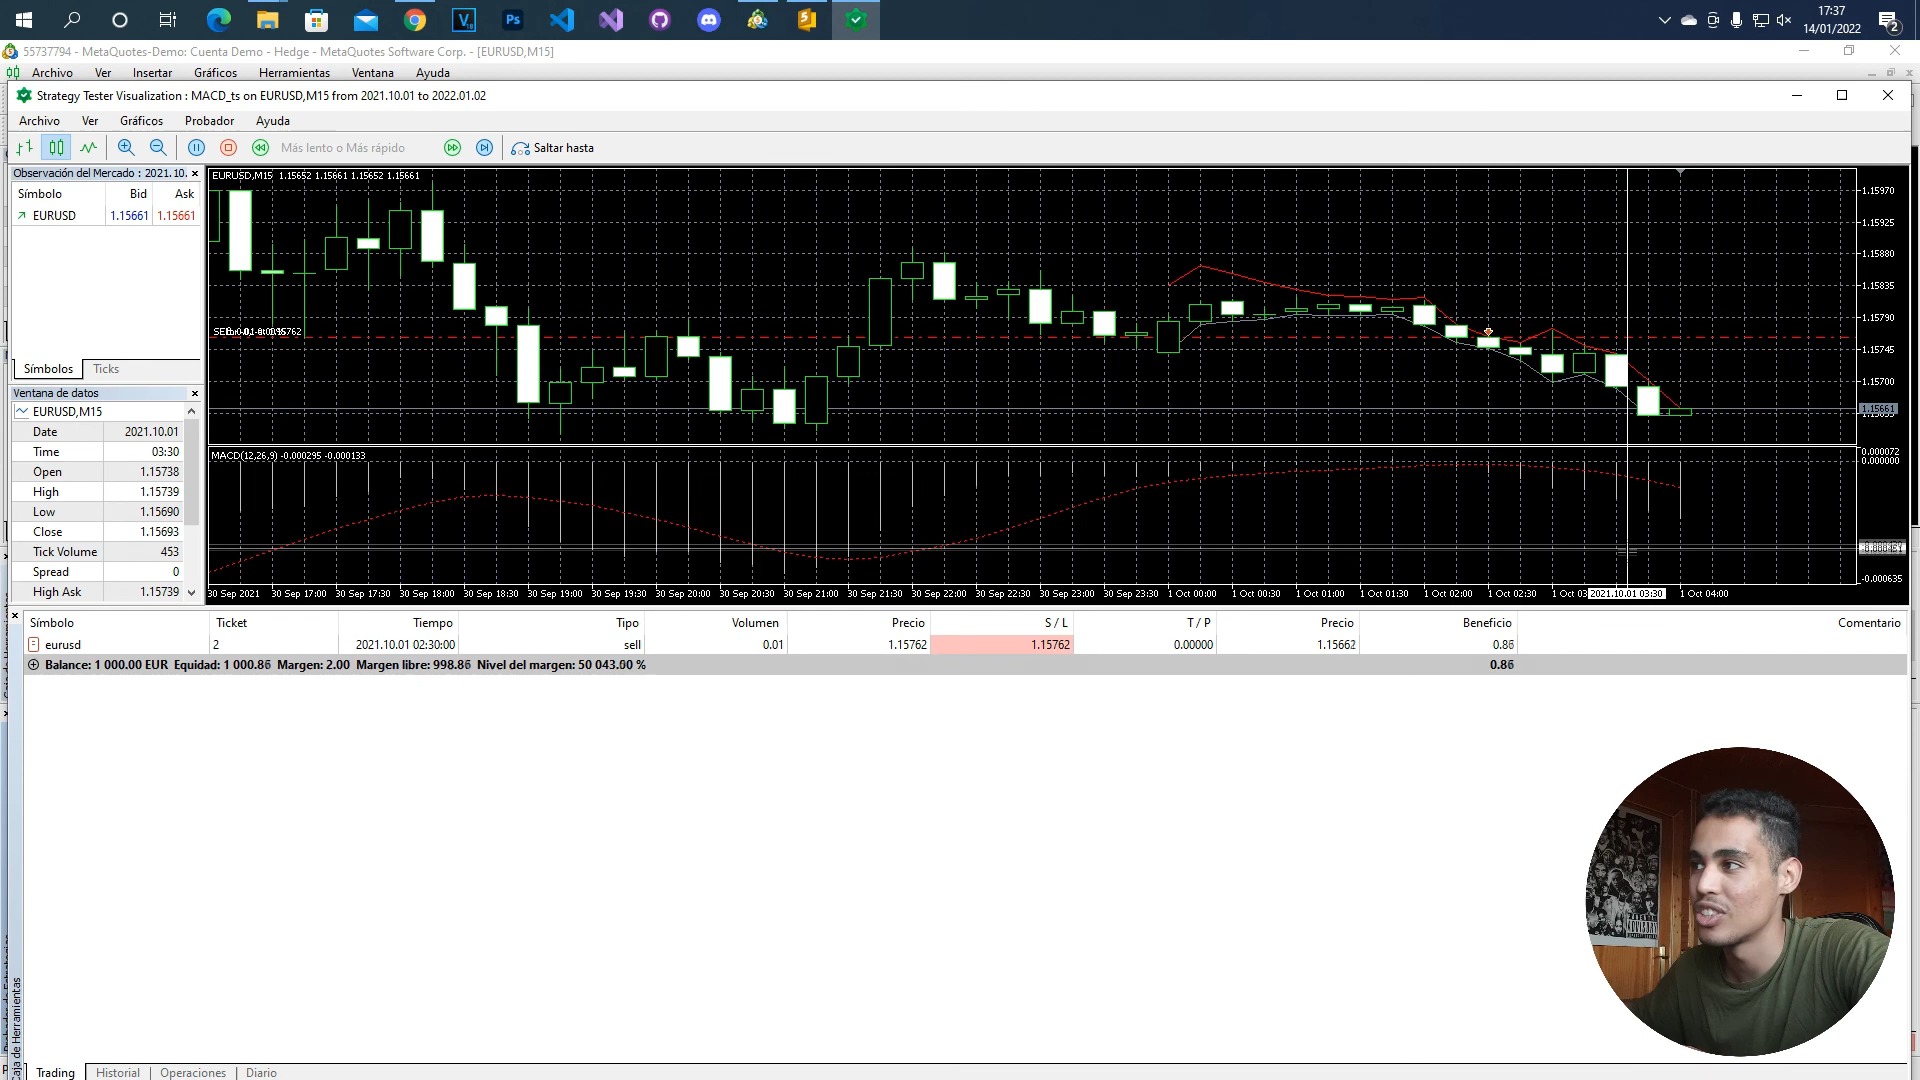 17:37
14/01/2022
2
55737794 - MetaQuotes-Demo: Cuenta Demo - Hedge - MetaQuotes Software Corp. - [EURUSD,M15]
Archivo Ver Insertar Gráficos Herramientas Ventana Ayuda
Strategy Tester Visualization : MACD_ts on EURUSD,M15 from 2021.10.01 to 2022.01.02
Archivo Ver Gráficos Probador Ayuda
Más lento o Más rápido Saltar hasta
Observación del Mercado : 2021.10.
Símbolo Bid Ask
EURUSD 1.15661 1.15661
Símbolos Ticks
Ventana de datos
EURUSD,M15
Date 2021.10.01
Time 03:30
Open 1.15738
High 1.15739
Low 1.15690
Close 1.15693
Tick Volume 453
Spread 0
High Ask 1.15739
EURUSD,M15 1.15652 1.15661 1.15652 1.15661
1.15970
1.15925
1.15880
1.15835
1.15790
1.15745
1.15700
1.15661
MACD(12,26,9) -0.000295 -0.000133
0.000072
0.000000
-0.000635
30 Sep 2021 30 Sep 17:00 30 Sep 17:30 30 Sep 18:00 30 Sep 18:30 30 Sep 19:00 30 Sep 19:30 30 Sep 20:00 30 Sep 20:30 30 Sep 21:00 30 Sep 21:30 30 Sep 22:00 30 Sep 22:30 30 Sep 23:00 30 Sep 23:30 1 Oct 00:00 1 Oct 00:30 1 Oct 01:00 1 Oct 01:30 1 Oct 02:00 1 Oct 02:30 1 Oct 03 2021.10.01 03:30 1 Oct 04:00
Símbolo Ticket Tiempo Tipo Volumen Precio S / L T / P Precio Beneficio Comentario
eurusd 2 2021.10.01 02:30:00 sell 0.01 1.15762 1.15762 0.00000 1.15662 0.86
Balance: 1 000.00 EUR Equidad: 1 000.86 Margen: 2.00 Margen libre: 998.86 Nivel del margen: 50 043.00 % 0.86
Caja de Herramientas
Trading Historial Operaciones Diario